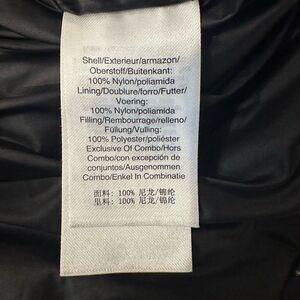 Shell/Exterieur/armazon/
Oberstoff/Buitenkant:
100% Nylon/poliamida
Lining/Doublure/forro/Futter/
Voering:
100% Nylon/poliamida
Filling/Rembourrage/relleno/
Füllung/Vulling:
100% Polyester/poliéster
Exclusive Of Combo/Hors
Combo/con excepción de
conjuntos/Ausgenommen
Combo/Enkel In Combinatie
面料: 100% 尼龙/锦纶
里料: 100% 尼龙/锦纶